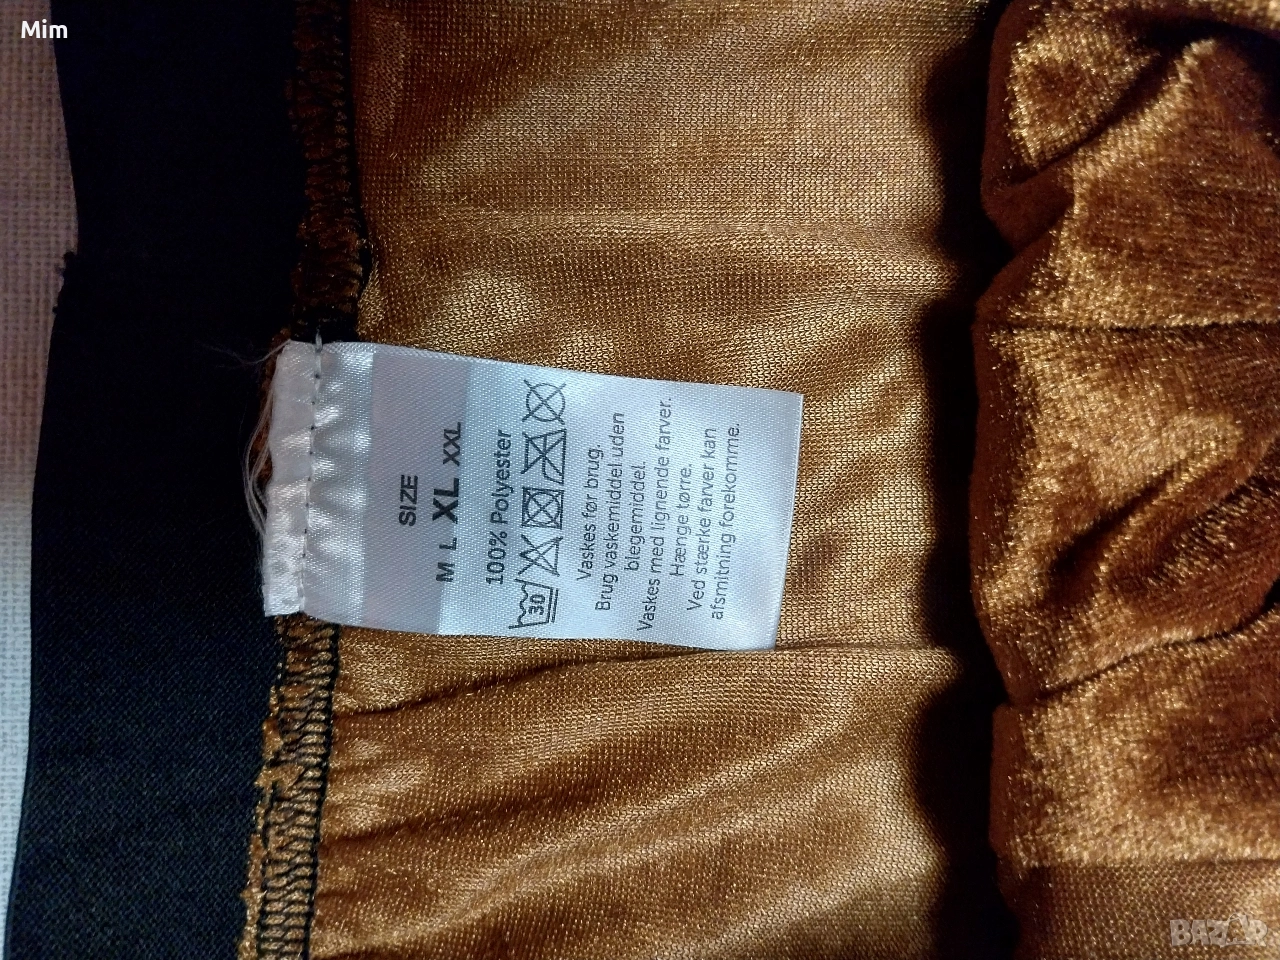 Mim
SIZE
M L XL XXL
100% Polyester
30
Vaskes før brug.
Brug vaskemiddel uden
blegemiddel.
Vaskes med lignende farver.
Hænge tørre.
Ved stærke farver kan
afsmitning forekomme.